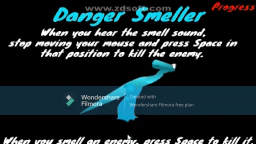 www.zdsoft.com
Progress
Danger Smeller
When you hear the smell sound,
stop moving your mouse and press Space in
that position to kill the enemy.
Wondershare
Filmora
Created with
Wondershare Filmora free plan
When you smell an enemy, press Space to kill it.